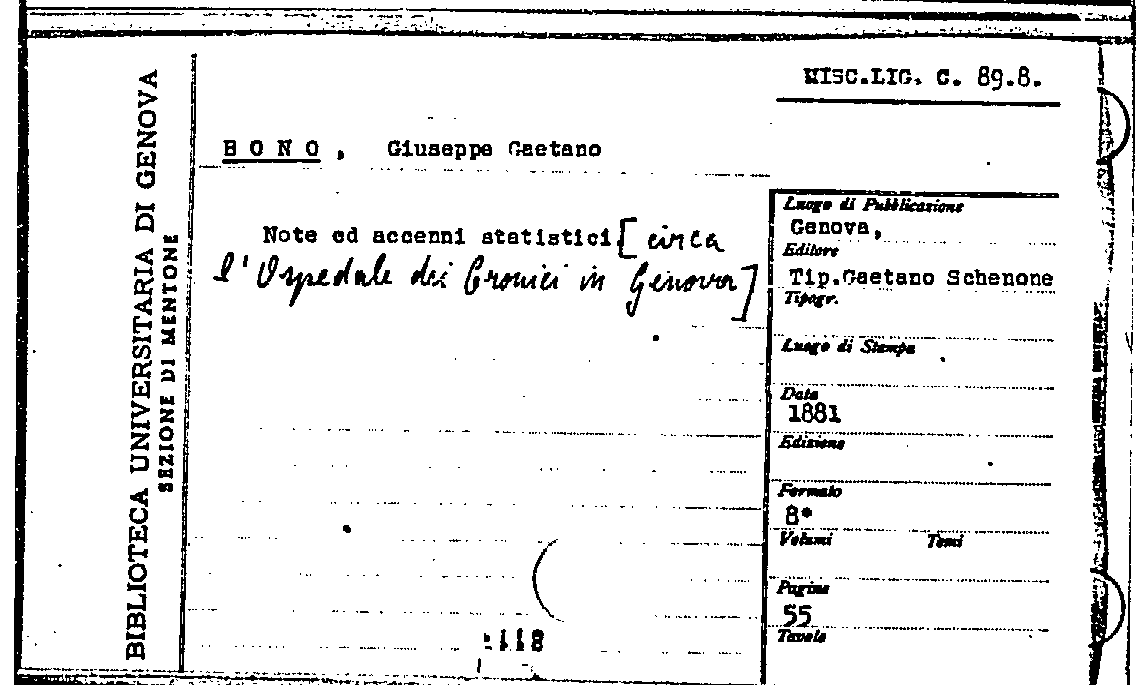 BIBLIOTECA UNIVERSITARIA DI GENOVA
SEZIONE DI MENTONE
MISC.LIG. C. 89.8.
BONO, Giuseppe Gaetano
Note ed accenni statistici [circa
l'Ospedale dei Cronici in Genova]
Luogo di Pubblicazione
Genova,
Editore
Tip.Gaetano Schenone
Tipogr.
Luogo di Stampa
Data
1881
Edizione
Formato
8°
Volumi Tomi
Pagine
55
Tavole
118